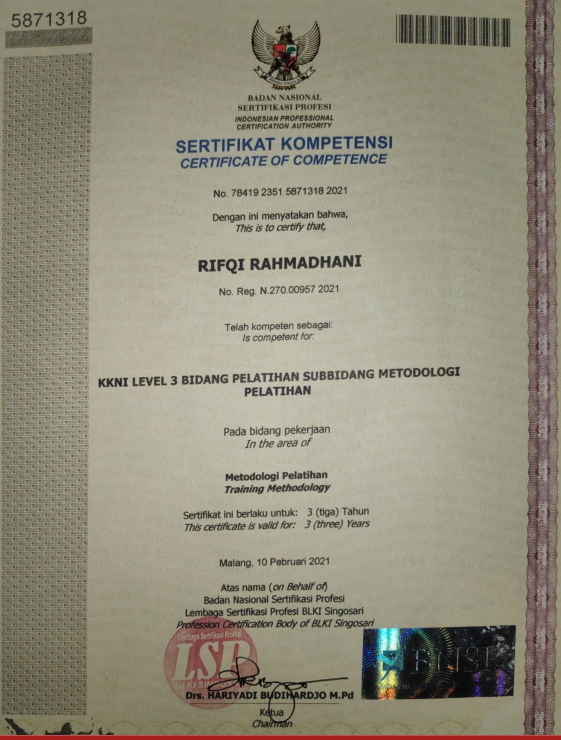 5871318
BADAN NASIONAL
SERTIFIKASI PROFESI
INDONESIAN PROFESSIONAL
CERTIFICATION AUTHORITY
SERTIFIKAT KOMPETENSI
CERTIFICATE OF COMPETENCE
No. 78419 2351 5871318 2021
Dengan ini menyatakan bahwa,
This is to certify that,
RIFQI RAHMADHANI
No. Reg. N.270.00957 2021
Telah kompeten sebagai:
Is competent for:
KKNI LEVEL 3 BIDANG PELATIHAN SUBBIDANG METODOLOGI
PELATIHAN
Pada bidang pekerjaan
In the area of
Metodologi Pelatihan
Training Methodology
Sertifikat ini berlaku untuk: 3 (tiga) Tahun
This certificate is valid for: 3 (three) Years
Malang, 10 Pebruari 2021
Atas nama (on Behalf of)
Badan Nasional Sertifikasi Profesi
Lembaga Sertifikasi Profesi BLKI Singosari
Profession Certification Body of BLKI Singosari
Lembaga Sertifikasi Profesi
LSP
BLKI SINGOSARI
BNSP
Drs. HARIYADI BUDIHARDJO M.Pd
Ketua
Chairman